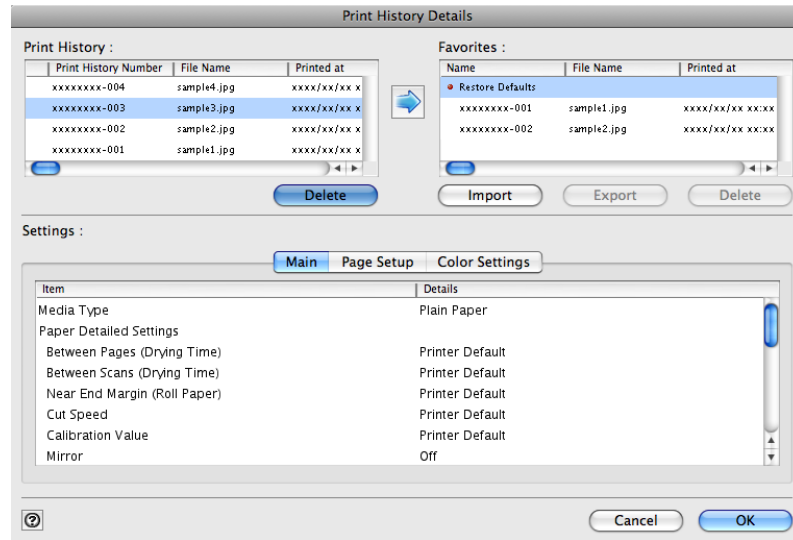 Print History Details
Print History :
Print History Number File Name Printed at
xxxxxxxx-004 sample4.jpg xxxx/xx/xx x
xxxxxxxx-003 sample3.jpg xxxx/xx/xx x
xxxxxxxx-002 sample2.jpg xxxx/xx/xx x
xxxxxxxx-001 sample1.jpg xxxx/xx/xx x
Delete
Favorites :
Name File Name Printed at
Restore Defaults
xxxxxxxx-001 sample1.jpg xxxx/xx/xx xx:xx
xxxxxxxx-002 sample2.jpg xxxx/xx/xx xx:xx
Import Export Delete
Settings :
Main Page Setup Color Settings
Item Details
Media Type Plain Paper
Paper Detailed Settings
Between Pages (Drying Time) Printer Default
Between Scans (Drying Time) Printer Default
Near End Margin (Roll Paper) Printer Default
Cut Speed Printer Default
Calibration Value Printer Default
Mirror Off
? Cancel OK